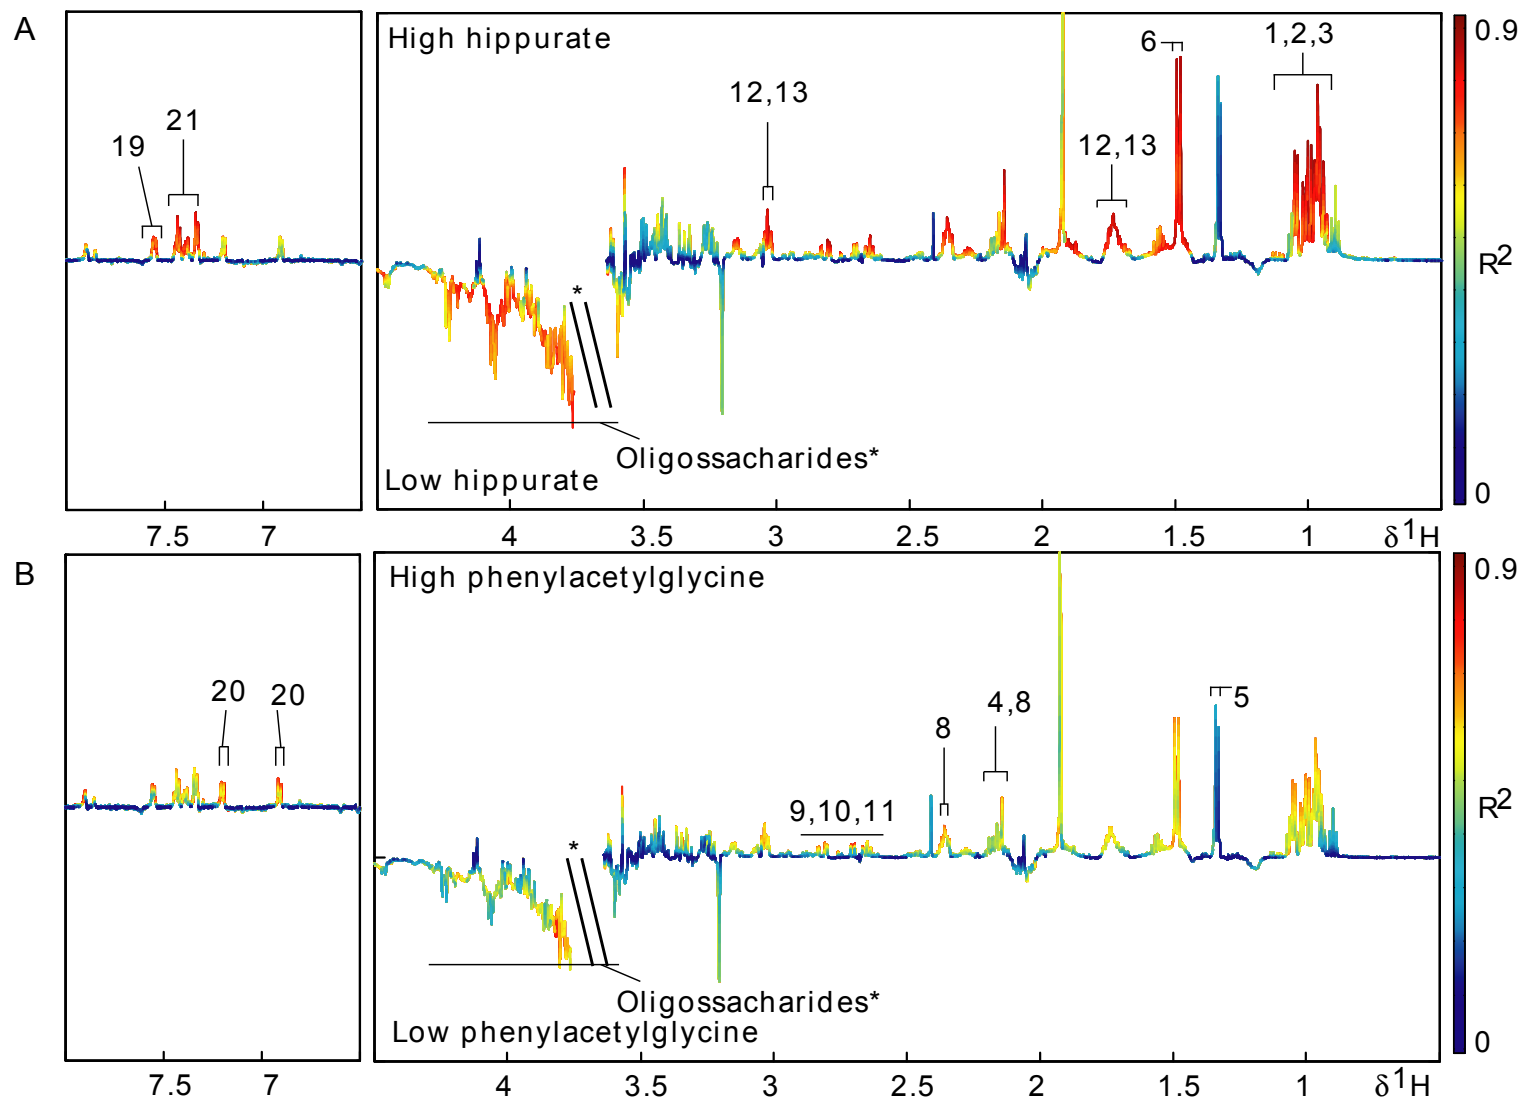 A
High hippurate
19
21
12,13
12,13
6
1,2,3
*
Oligossacharides*
Low hippurate
7.5 7
4 3.5 3 2.5 2 1.5 1 δ1H
0.9
R2
0
B
High phenylacetylglycine
20 20
9,10,11
8
4,8
5
*
Oligossacharides*
Low phenylacetylglycine
7.5 7
4 3.5 3 2.5 2 1.5 1 δ1H
0.9
R2
0